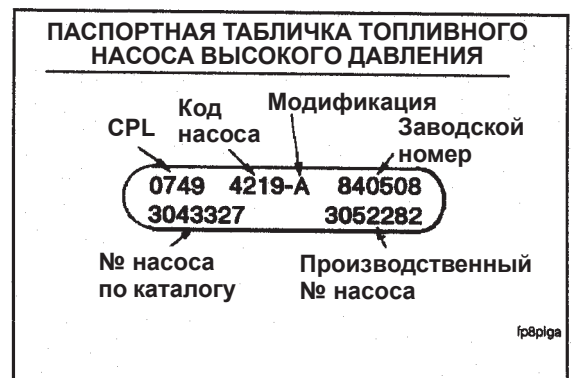 ПАСПОРТНАЯ ТАБЛИЧКА ТОПЛИВНОГО
НАСОСА ВЫСОКОГО ДАВЛЕНИЯ
CPL
Код
насоса
Модификация
Заводской
номер
0749 4219-A 840508
3043327 3052282
№ насоса
по каталогу
Производственный
№ насоса
fp8plga